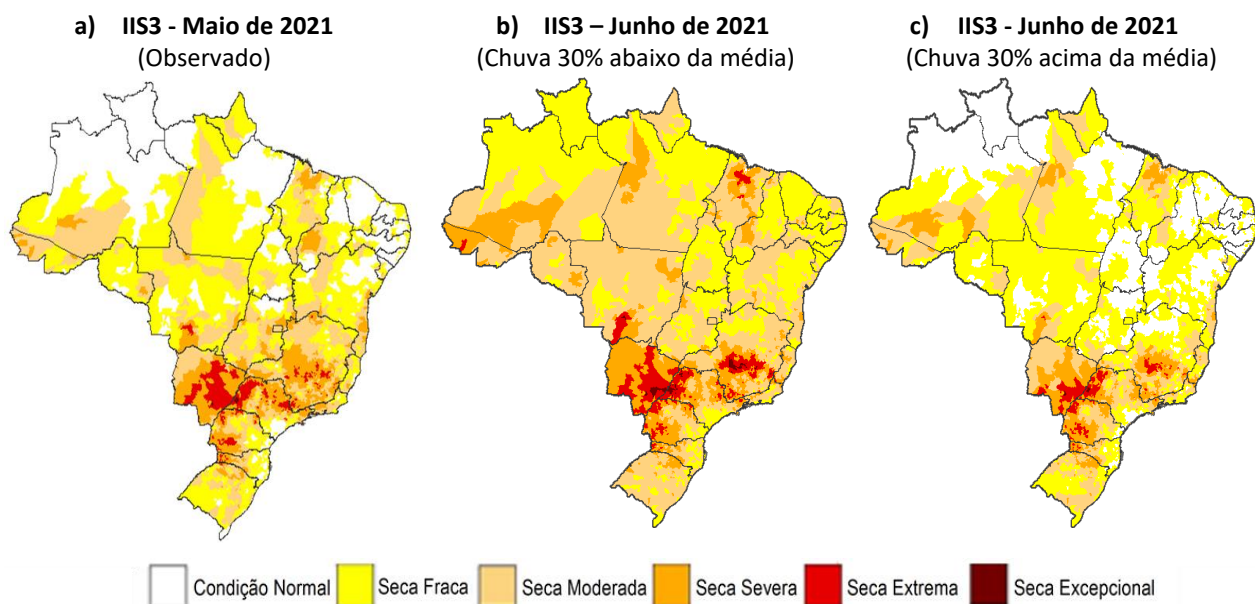 a) IIS3 - Maio de 2021
(Observado)
b) IIS3 – Junho de 2021
(Chuva 30% abaixo da média)
c) IIS3 - Junho de 2021
(Chuva 30% acima da média)
Condição Normal
Seca Fraca
Seca Moderada
Seca Severa
Seca Extrema
Seca Excepcional